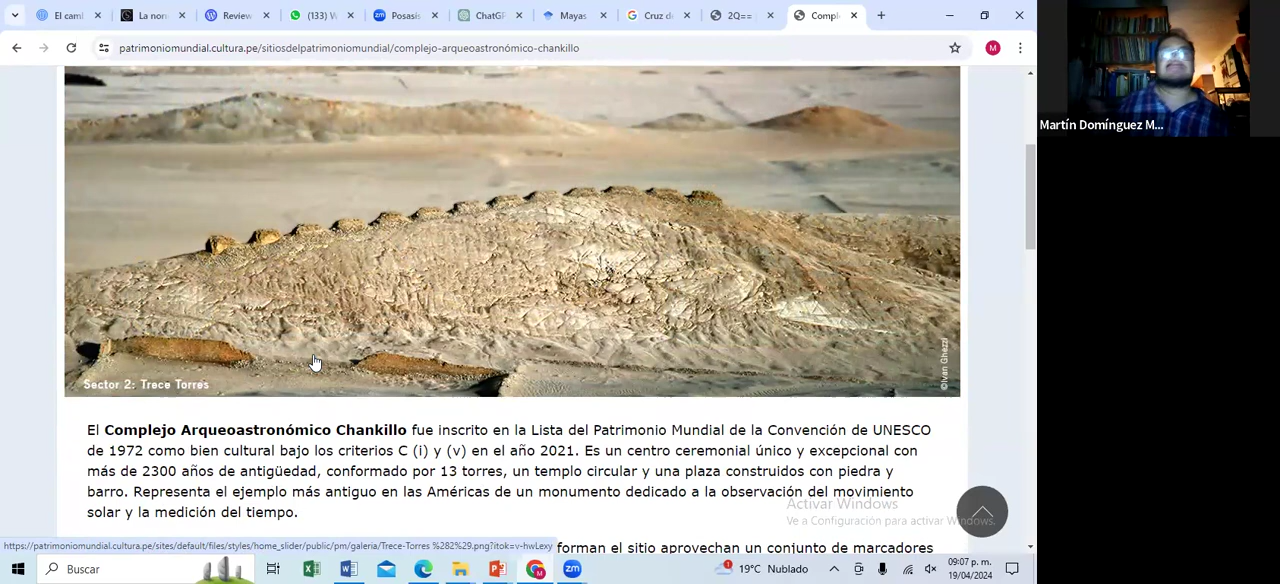 El caml
La nor
Review
(133) W
Posasis
ChatGF
Mayas
Cruz de
2Q==
Compl
patrimoniomundial.cultura.pe/sitiosdelpatrimoniomundial/complejo-arqueoastronómico-chankillo
M
Martín Domínguez M...
©Ivan Ghezzi
Sector 2: Trece Torres
El Complejo Arqueoastronómico Chankillo fue inscrito en la Lista del Patrimonio Mundial de la Convención de UNESCO
de 1972 como bien cultural bajo los criterios C (i) y (v) en el año 2021. Es un centro ceremonial único y excepcional con
más de 2300 años de antigüedad, conformado por 13 torres, un templo circular y una plaza construidos con piedra y
barro. Representa el ejemplo más antiguo en las Américas de un monumento dedicado a la observación del movimiento
solar y la medición del tiempo.
Activar Windows
Ve a Configuración para activar Windows.
https://patrimoniomundial.cultura.pe/sites/default/files/styles/home_slider/public/pm/galeria/Trece-Torres %282%29.png?itok=v-hwLexy
forman el sitio aprovechan un conjunto de marcadores
Buscar
zm
19°C Nublado
09:07 p. m.
19/04/2024